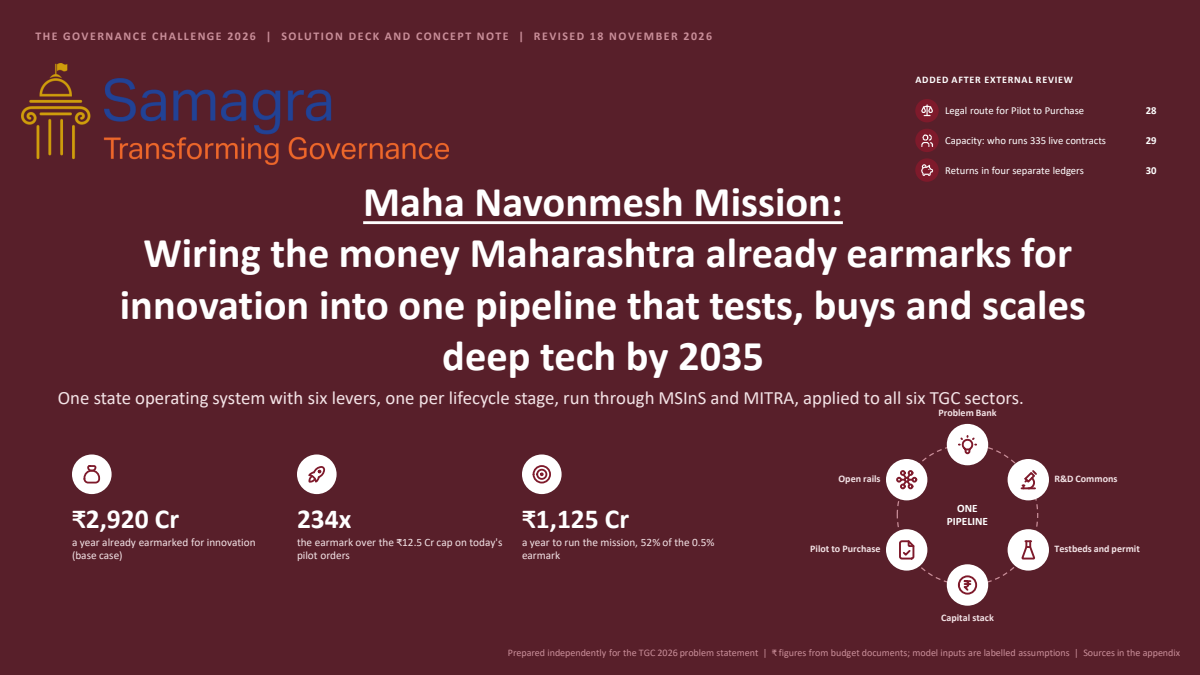 THE GOVERNANCE CHALLENGE 2026 | SOLUTION DECK AND CONCEPT NOTE | REVISED 18 NOVEMBER 2026
Samagra
Transforming Governance
ADDED AFTER EXTERNAL REVIEW
Legal route for Pilot to Purchase 28
Capacity: who runs 335 live contracts 29
Returns in four separate ledgers 30
Maha Navonmesh Mission:
Wiring the money Maharashtra already earmarks for
innovation into one pipeline that tests, buys and scales
deep tech by 2035
One state operating system with six levers, one per lifecycle stage, run through MSInS and MITRA, applied to all six TGC sectors.
₹2,920 Cr
a year already earmarked for innovation
(base case)
234x
the earmark over the ₹12.5 Cr cap on today's
pilot orders
₹1,125 Cr
a year to run the mission, 52% of the 0.5%
earmark
Problem Bank
Open rails
R&D Commons
ONE
PIPELINE
Pilot to Purchase
Testbeds and permit
₹
Capital stack
Prepared independently for the TGC 2026 problem statement | ₹ figures from budget documents; model inputs are labelled assumptions | Sources in the appendix